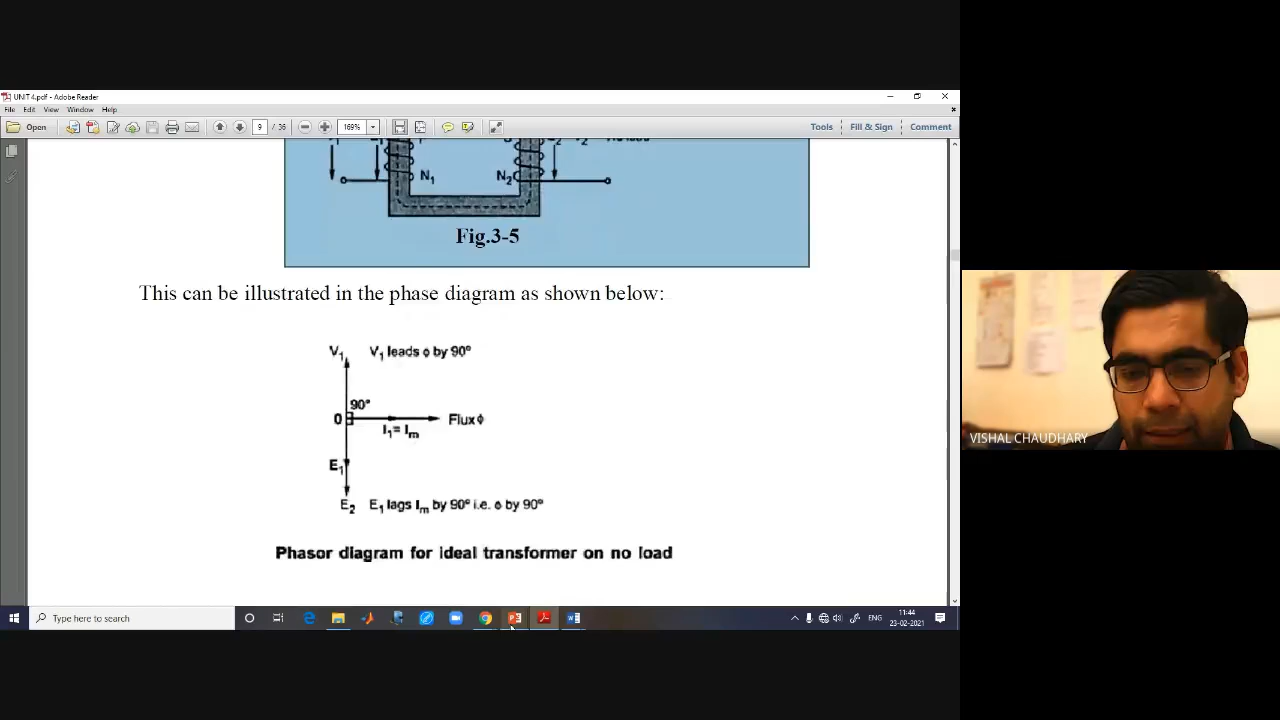 UNIT 4.pdf - Adobe Reader
File Edit View Window Help
Open 9 / 36 169% Tools Fill & Sign Comment
N1 N2
Fig.3-5
This can be illustrated in the phase diagram as shown below:
V1 V1 leads ϕ by 90°
90°
0 Flux ϕ
I1 = Im
E1
E2 E1 lags Im by 90° i.e. ϕ by 90°
Phasor diagram for ideal transformer on no load
VISHAL CHAUDHARY
Type here to search
ENG
11:44
23-02-2021